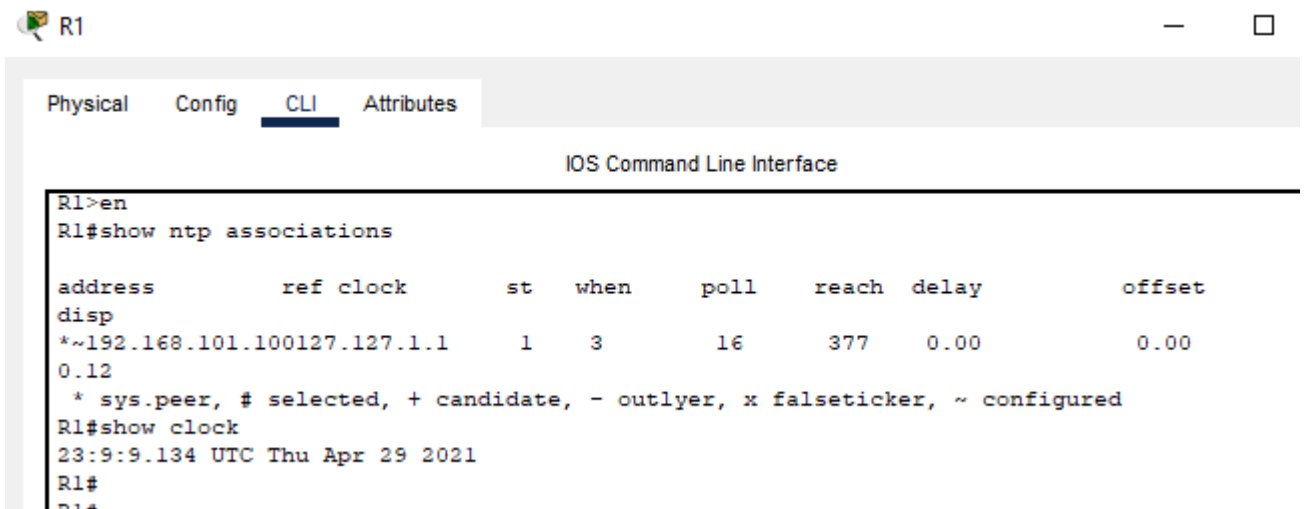 R1
Physical Config CLI Attributes
IOS Command Line Interface
R1>en
R1#show ntp associations
address ref clock st when poll reach delay offset
disp
*~192.168.101.100127.127.1.1 1 3 16 377 0.00 0.00
0.12
* sys.peer, # selected, + candidate, - outlyer, x falseticker, ~ configured
R1#show clock
23:9:9.134 UTC Thu Apr 29 2021
R1#
R1#